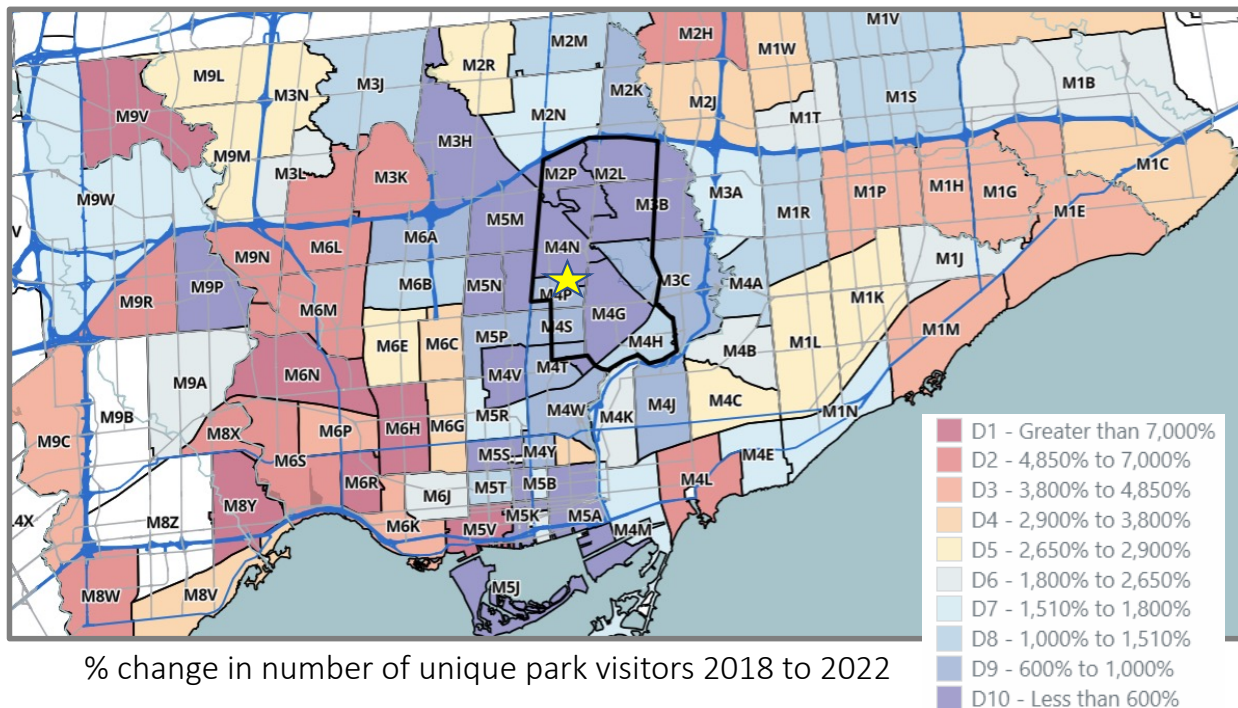 M1V
M2M
M2H
M1W
M2R
M9L
M3J
M2K
M1B
M3N
M2J
M1S
M9V
M2N
M1T
M3H
M9M
M1C
M3L
M3K
M2P
M2L
M1H
M1G
M9W
M3A
M1P
M3B
M1R
M1E
M5M
M6A
M4N
M6L
M9N
M1J
M3C
M6B
M5N
M4A
M9P
M4P
M1K
M9R
M6M
M4G
M4S
M1M
M5P
M6E
M6C
M4H
M1L
M4B
M4T
M6N
M4V
M9A
M4C
M4J
M4W
M1N
M5R
M4K
M9B
M6H
M6G
M8X
M6P
M9C
M4Y
M5S
M4E
M6S
M4L
M6R
M5B
M5T
M6J
M8Y
M5K
M5A
4X
M8Z
M6K
M5V
M4M
M5J
M8W
M8V
D1 - Greater than 7,000%
D2 - 4,850% to 7,000%
D3 - 3,800% to 4,850%
D4 - 2,900% to 3,800%
D5 - 2,650% to 2,900%
D6 - 1,800% to 2,650%
D7 - 1,510% to 1,800%
D8 - 1,000% to 1,510%
D9 - 600% to 1,000%
D10 - Less than 600%
% change in number of unique park visitors 2018 to 2022